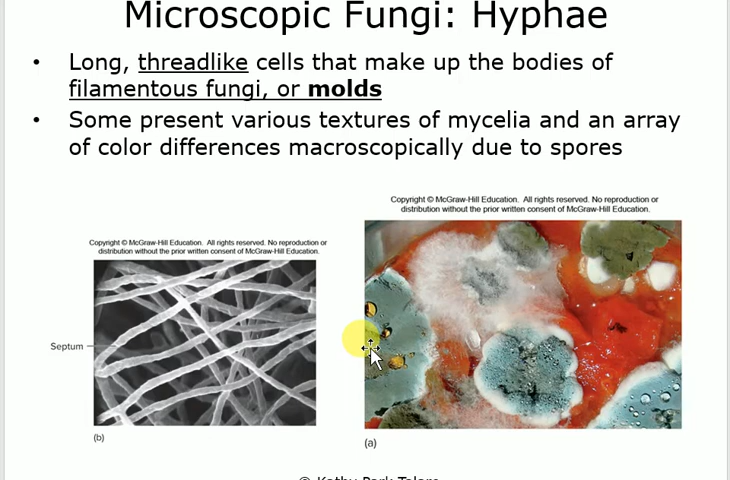 Microscopic Fungi: Hyphae
• Long, threadlike cells that make up the bodies of
filamentous fungi, or molds
• Some present various textures of mycelia and an array
of color differences macroscopically due to spores
Copyright © McGraw-Hill Education. All rights reserved. No reproduction or
distribution without the prior written consent of McGraw-Hill Education.
Septum
(b)
Copyright © McGraw-Hill Education. All rights reserved. No reproduction or
distribution without the prior written consent of McGraw-Hill Education.
(a)
© Kathy Park Talaro